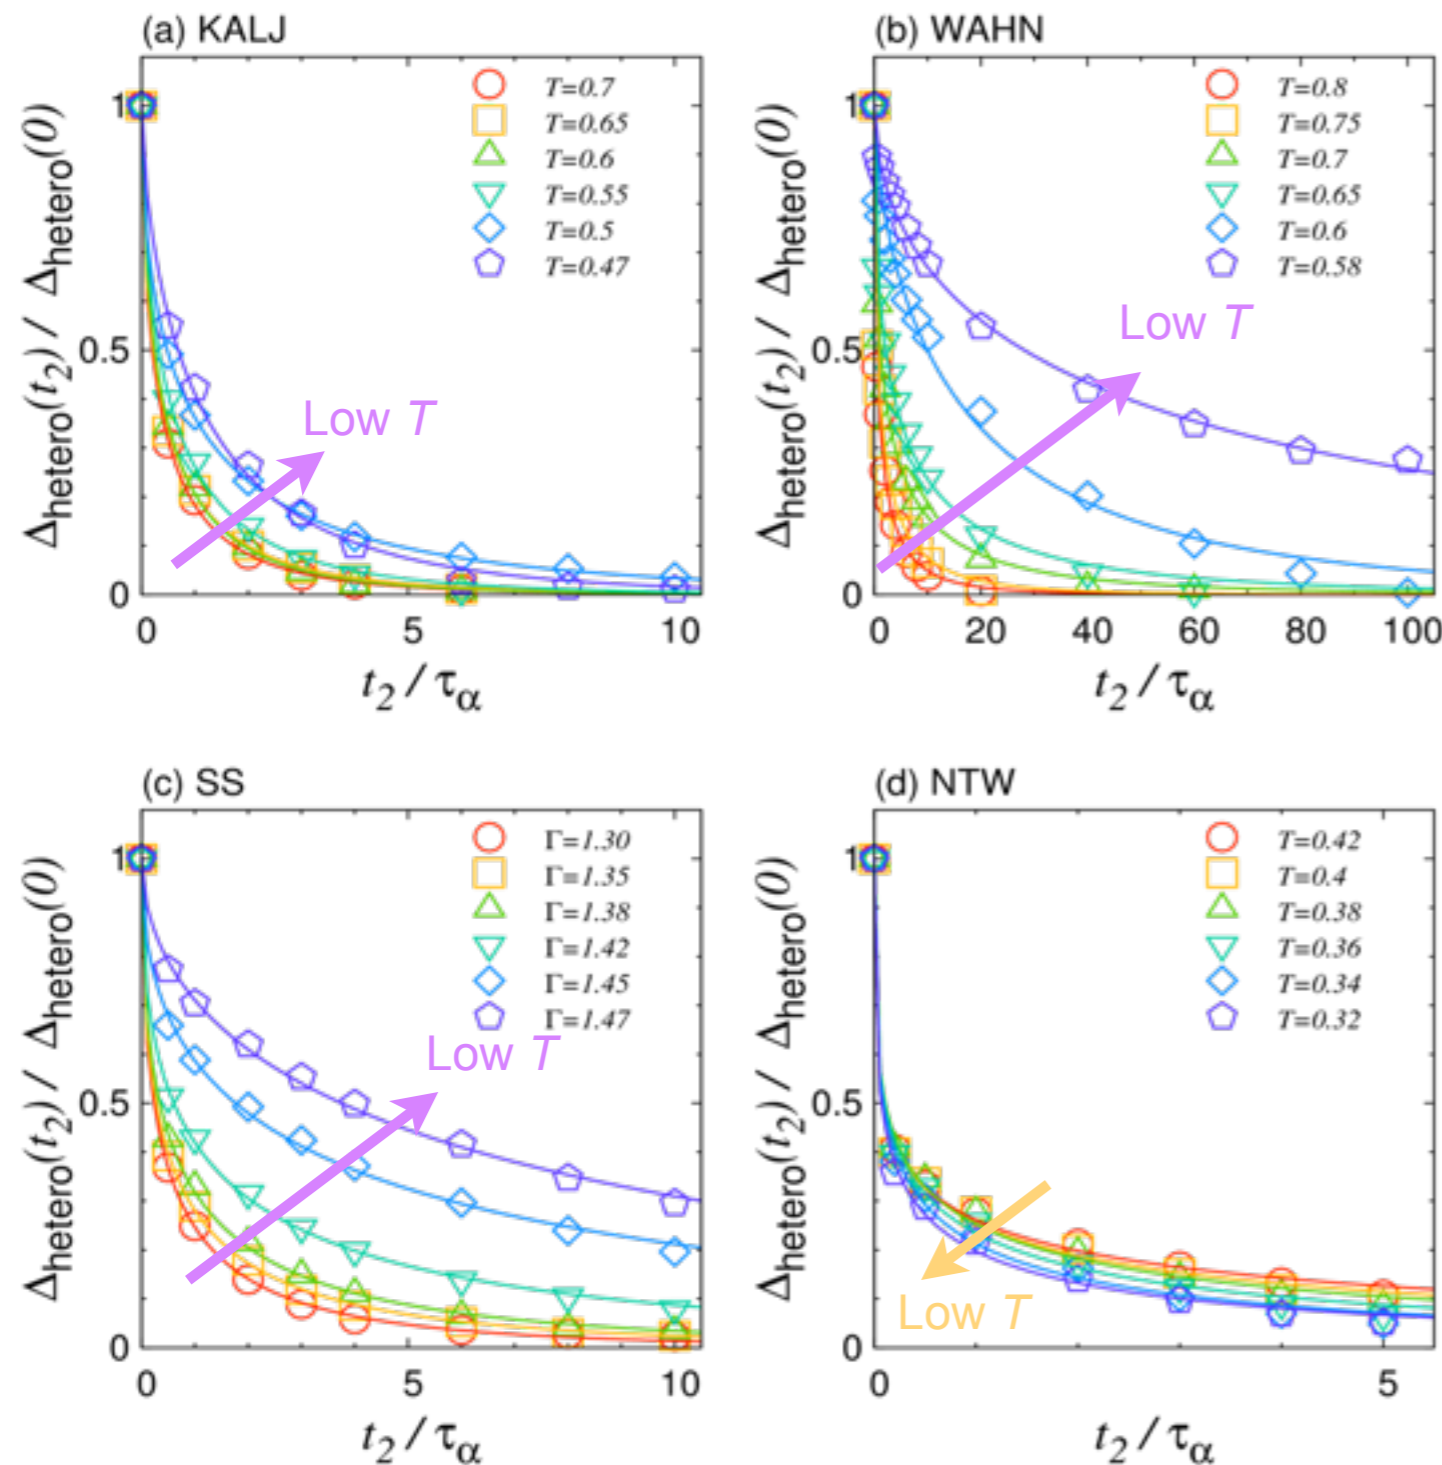 (a) KALJ
Δhetero(t2) / Δhetero(0)
1
0.5
0
T=0.7
T=0.65
T=0.6
T=0.55
T=0.5
T=0.47
Low T
0 5 10
t2 / τα
(b) WAHN
Δhetero(t2) / Δhetero(0)
1
0.5
0
T=0.8
T=0.75
T=0.7
T=0.65
T=0.6
T=0.58
Low T
0 20 40 60 80 100
t2 / τα
(c) SS
Δhetero(t2) / Δhetero(0)
1
0.5
0
Γ=1.30
Γ=1.35
Γ=1.38
Γ=1.42
Γ=1.45
Γ=1.47
Low T
0 5 10
t2 / τα
(d) NTW
Δhetero(t2) / Δhetero(0)
1
0.5
0
T=0.42
T=0.4
T=0.38
T=0.36
T=0.34
T=0.32
Low T
0 5
t2 / τα